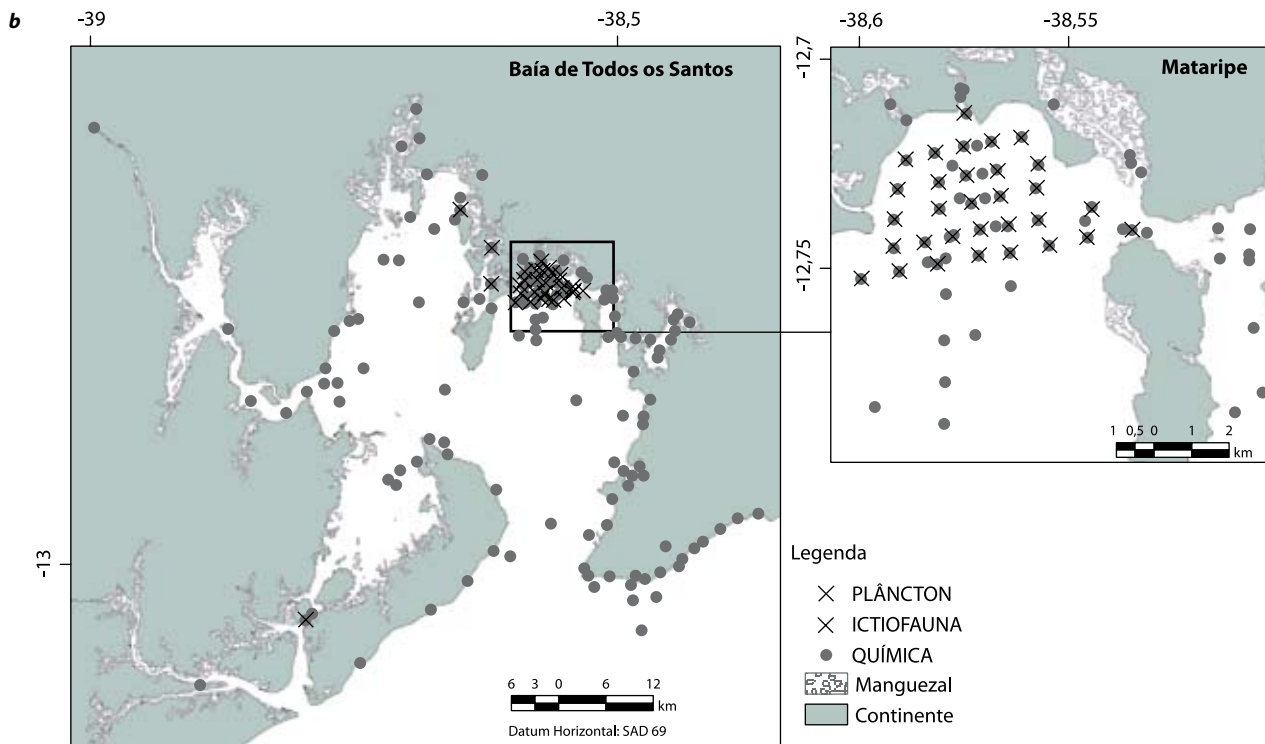 b
-39
-38,5
-38,6
-38,55
-12,7
Baía de Todos os Santos
Mataripe
-12,75
1 0,5 0 1 2
km
-13
Legenda
PLÂNCTON
ICTIOFAUNA
QUÍMICA
Manguezal
Continente
6 3 0 6 12
km
Datum Horizontal: SAD 69